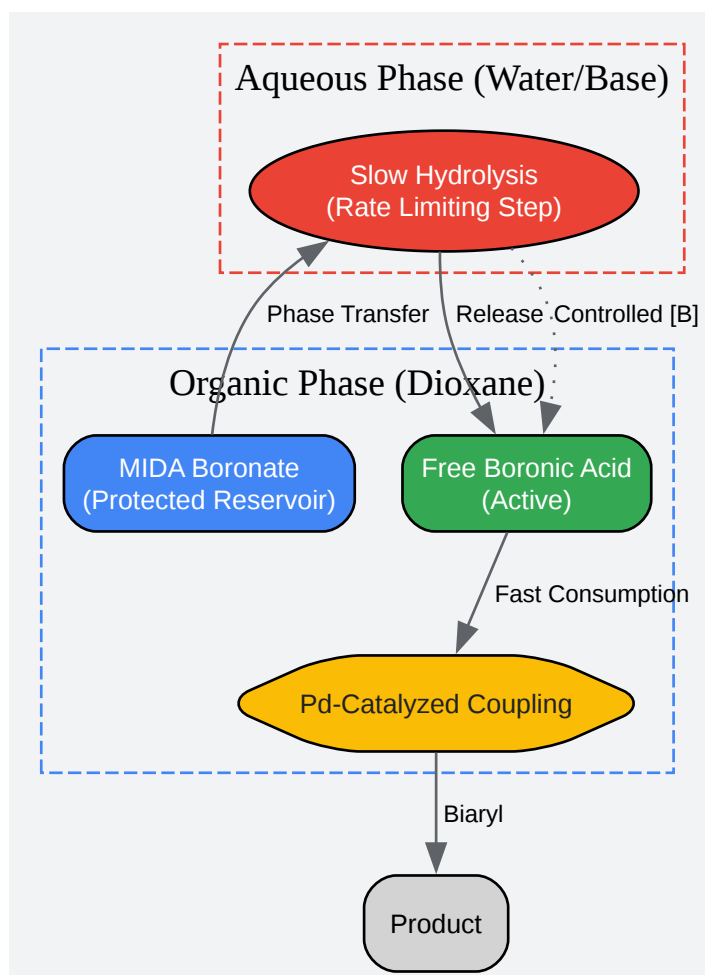 Aqueous Phase (Water/Base)
Slow Hydrolysis
(Rate Limiting Step)
Phase Transfer
Release
Controlled [B]
Organic Phase (Dioxane)
MIDA Boronate
(Protected Reservoir)
Free Boronic Acid
(Active)
Fast Consumption
Pd-Catalyzed Coupling
Biaryl
Product